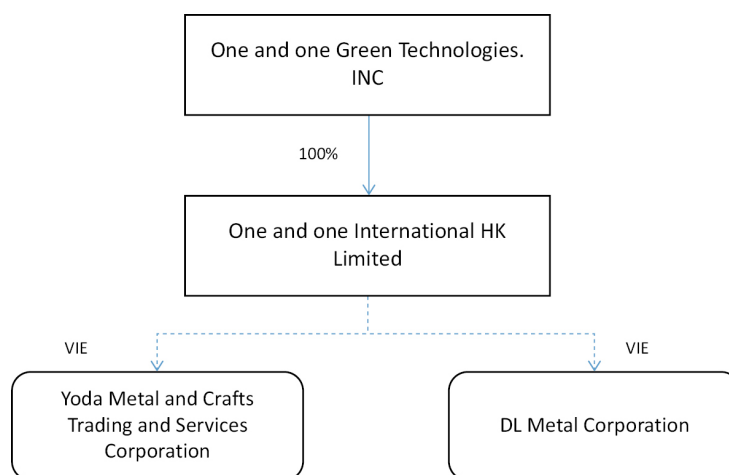 One and one Green Technologies.
INC
100%
One and one International HK
Limited
VIE
VIE
Yoda Metal and Crafts
Trading and Services
Corporation
DL Metal Corporation